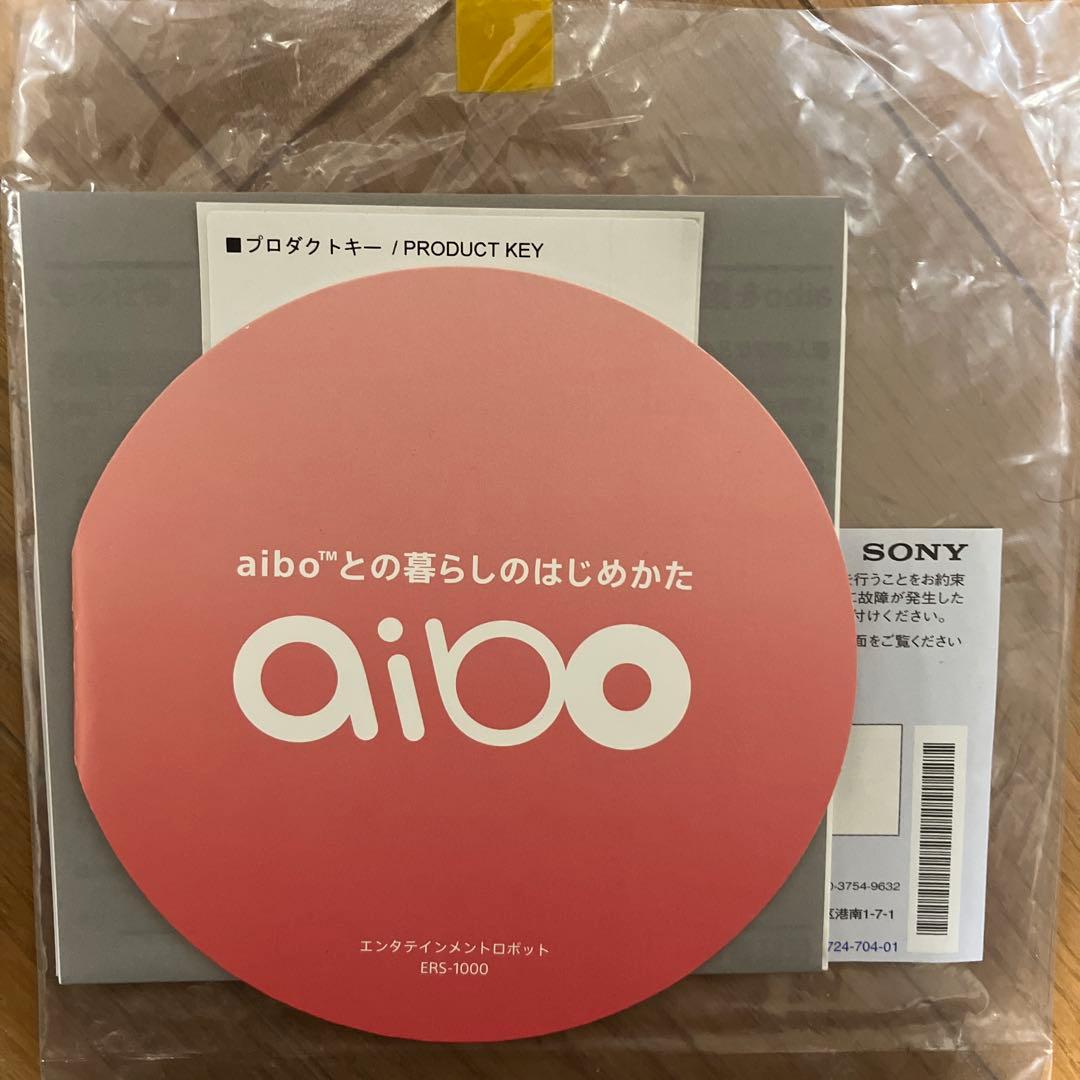 ■プロダクトキー / PRODUCT KEY
aibo™との暮らしのはじめかた
aibo
エンタテインメントロボット
ERS-1000
SONY
を行うことをお約束
に故障が発生した
付けください。
面をご覧ください
0-3754-9632
区港南1-7-1
724-704-01